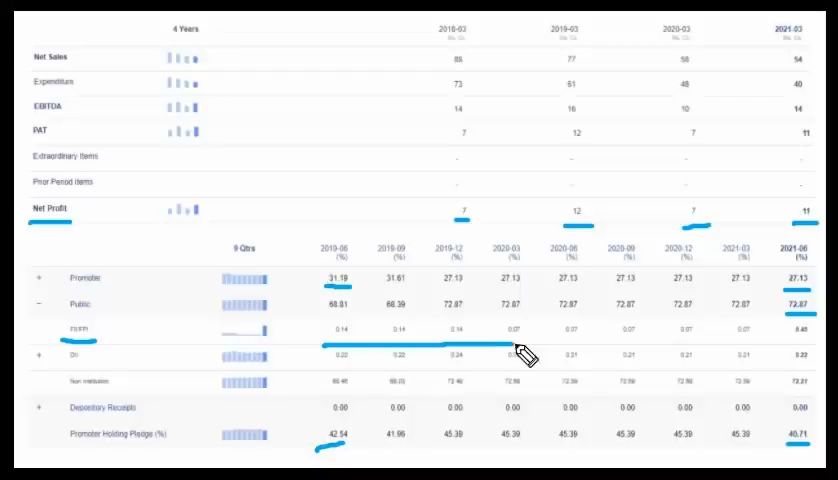 4 Years 2018-03 2019-03 2020-03 2021-03
Net Sales 77 58 54
Expenditure 73 61 48 40
EBITDA 14 16 10 14
PAT 7 12 7 11
Extraordinary Items - - - -
Prior Period Items - - - -
Net Profit 7 12 7 11
9 Qtrs 2019-06 2019-09 2019-12 2020-03 2020-06 2020-09 2020-12 2021-03 2021-06
(%) (%) (%) (%) (%) (%) (%) (%) (%)
+ Promoter 31.19 31.61 27.13 27.13 27.13 27.13 27.13 27.13 27.13
- Public 68.81 68.39 72.87 72.87 72.87 72.87 72.87 72.87 72.87
FII/FPI 0.14 0.14 0.14 0.07 0.07 0.07 0.07 0.07
+ DII 0.22 0.22 0.24 0.21 0.21 0.21 0.21 0.22
Non Institution
+ Depository Receipts 0.00 0.00 0.00 0.00 0.00 0.00 0.00 0.00 0.00
Promoter Holding Pledge (%) 42.54 41.96 45.39 45.39 45.39 45.39 45.39 45.39 40.71